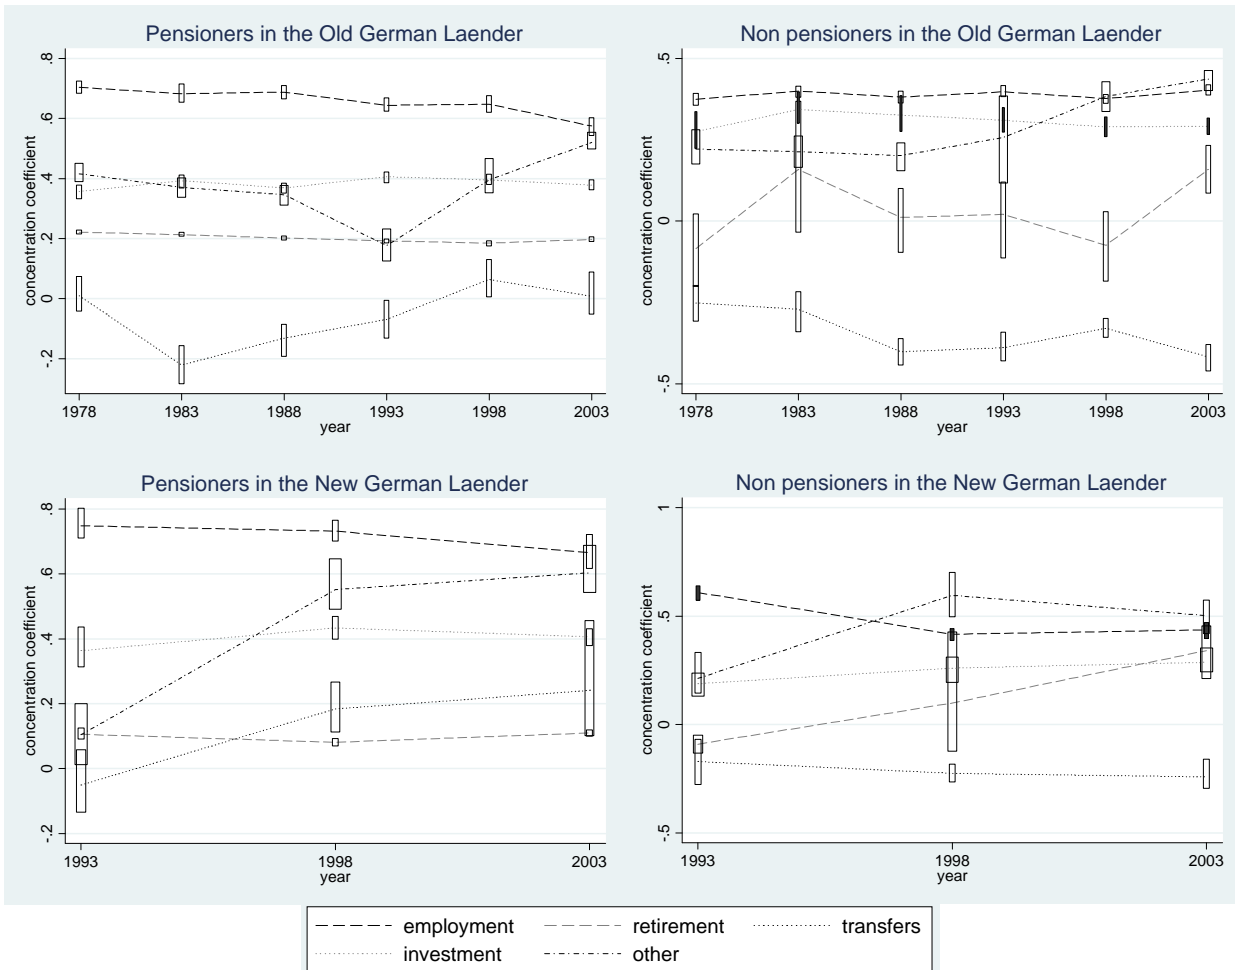 Pensioners in the Old German Laender
concentration coefficient
.8
.6
.4
.2
0
-.2
1978 1983 1988 1993 1998 2003
year
Non pensioners in the Old German Laender
concentration coefficient
.5
0
-.5
1978 1983 1988 1993 1998 2003
year
Pensioners in the New German Laender
concentration coefficient
.8
.6
.4
.2
0
-.2
1993 1998 2003
year
Non pensioners in the New German Laender
concentration coefficient
1
.5
0
-.5
1993 1998 2003
year
employment retirement transfers
investment other